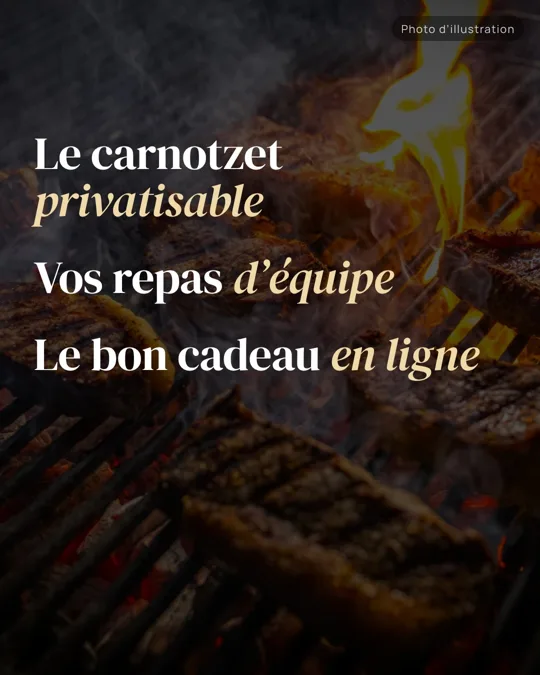 Photo d'illustration
Le carnotzet
privatisable
Vos repas d’équipe
Le bon cadeau en ligne